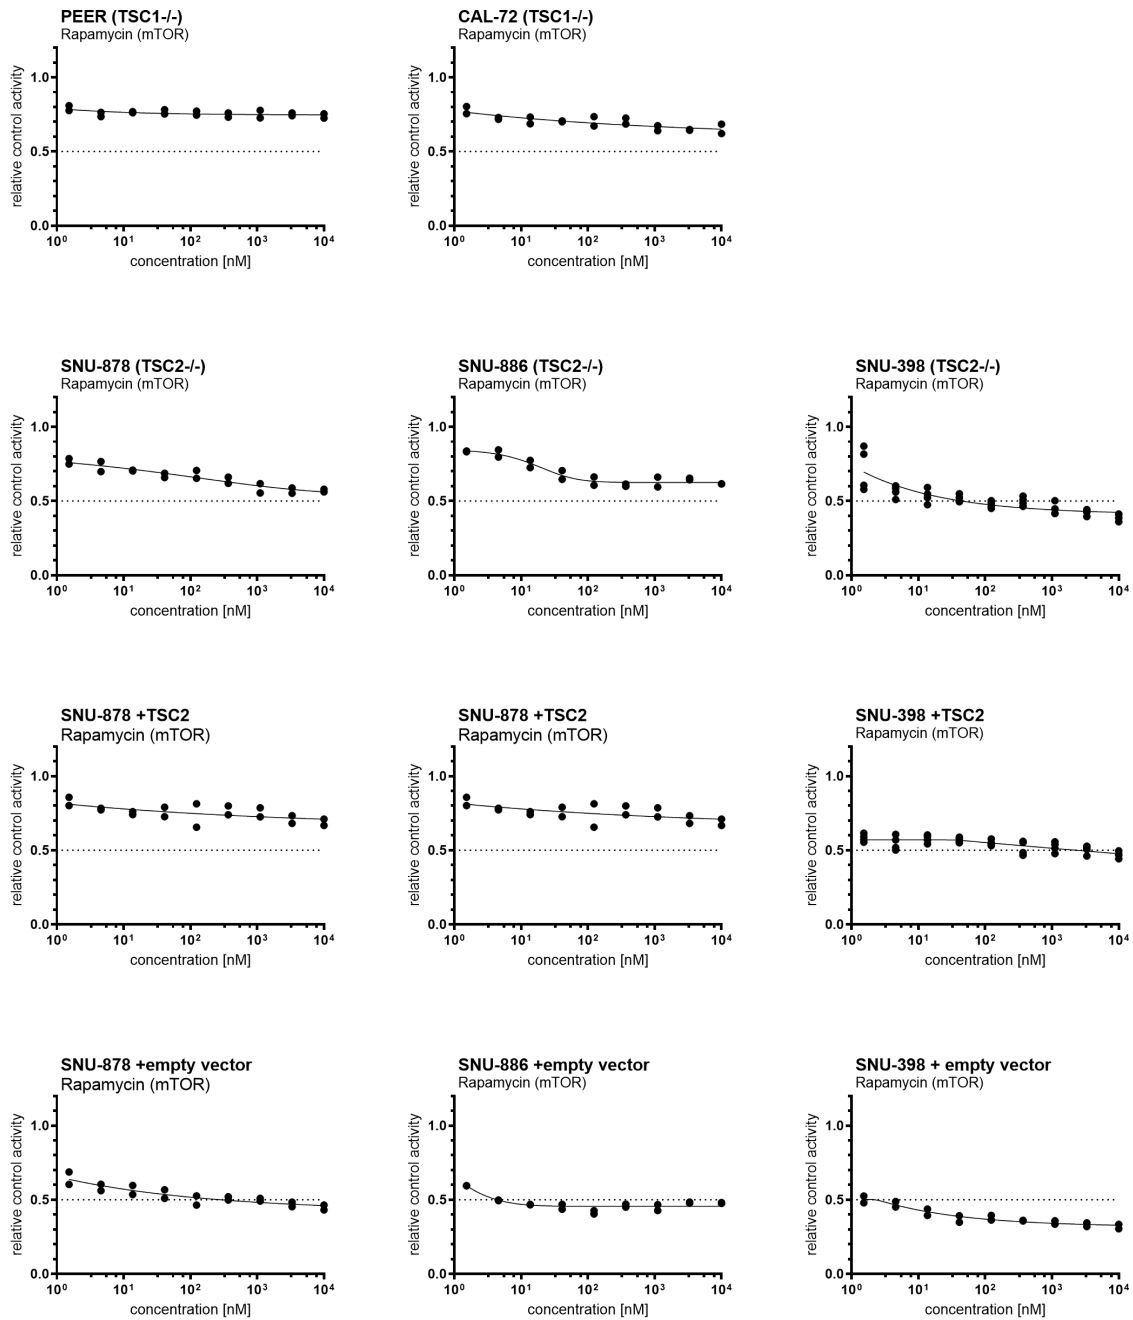 PEER (TSC1-/-)
Rapamycin (mTOR)
relative control activity
1.0
0.5
0.0
10⁰ 10¹ 10² 10³ 10⁴
concentration [nM]
CAL-72 (TSC1-/-)
Rapamycin (mTOR)
relative control activity
1.0
0.5
0.0
10⁰ 10¹ 10² 10³ 10⁴
concentration [nM]
SNU-878 (TSC2-/-)
Rapamycin (mTOR)
relative control activity
1.0
0.5
0.0
10⁰ 10¹ 10² 10³ 10⁴
concentration [nM]
SNU-886 (TSC2-/-)
Rapamycin (mTOR)
relative control activity
1.0
0.5
0.0
10⁰ 10¹ 10² 10³ 10⁴
concentration [nM]
SNU-398 (TSC2-/-)
Rapamycin (mTOR)
relative control activity
1.0
0.5
0.0
10⁰ 10¹ 10² 10³ 10⁴
concentration [nM]
SNU-878 +TSC2
Rapamycin (mTOR)
relative control activity
1.0
0.5
0.0
10⁰ 10¹ 10² 10³ 10⁴
concentration [nM]
SNU-878 +TSC2
Rapamycin (mTOR)
relative control activity
1.0
0.5
0.0
10⁰ 10¹ 10² 10³ 10⁴
concentration [nM]
SNU-398 +TSC2
Rapamycin (mTOR)
relative control activity
1.0
0.5
0.0
10⁰ 10¹ 10² 10³ 10⁴
concentration [nM]
SNU-878 +empty vector
Rapamycin (mTOR)
relative control activity
1.0
0.5
0.0
10⁰ 10¹ 10² 10³ 10⁴
concentration [nM]
SNU-886 +empty vector
Rapamycin (mTOR)
relative control activity
1.0
0.5
0.0
10⁰ 10¹ 10² 10³ 10⁴
concentration [nM]
SNU-398 + empty vector
Rapamycin (mTOR)
relative control activity
1.0
0.5
0.0
10⁰ 10¹ 10² 10³ 10⁴
concentration [nM]